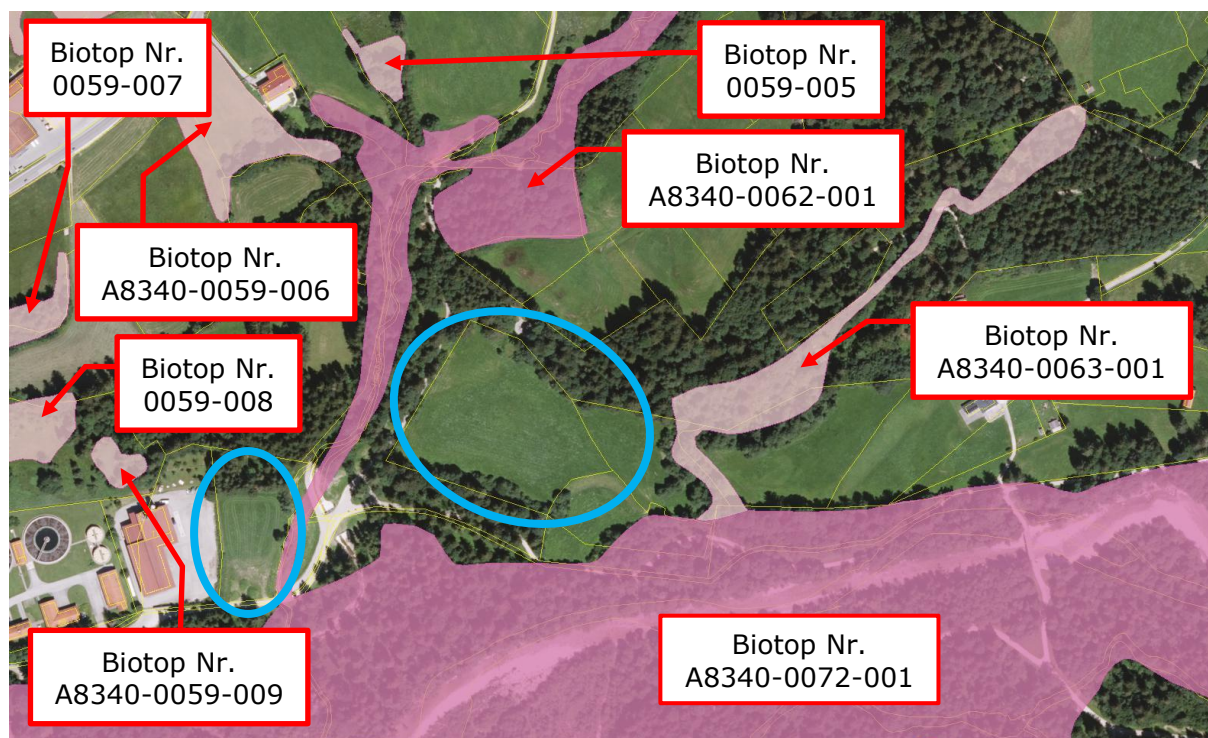 Biotop Nr.
0059-007
Biotop Nr.
0059-005
Biotop Nr.
A8340-0062-001
Biotop Nr.
A8340-0059-006
Biotop Nr.
A8340-0063-001
Biotop Nr.
0059-008
Biotop Nr.
A8340-0059-009
Biotop Nr.
A8340-0072-001